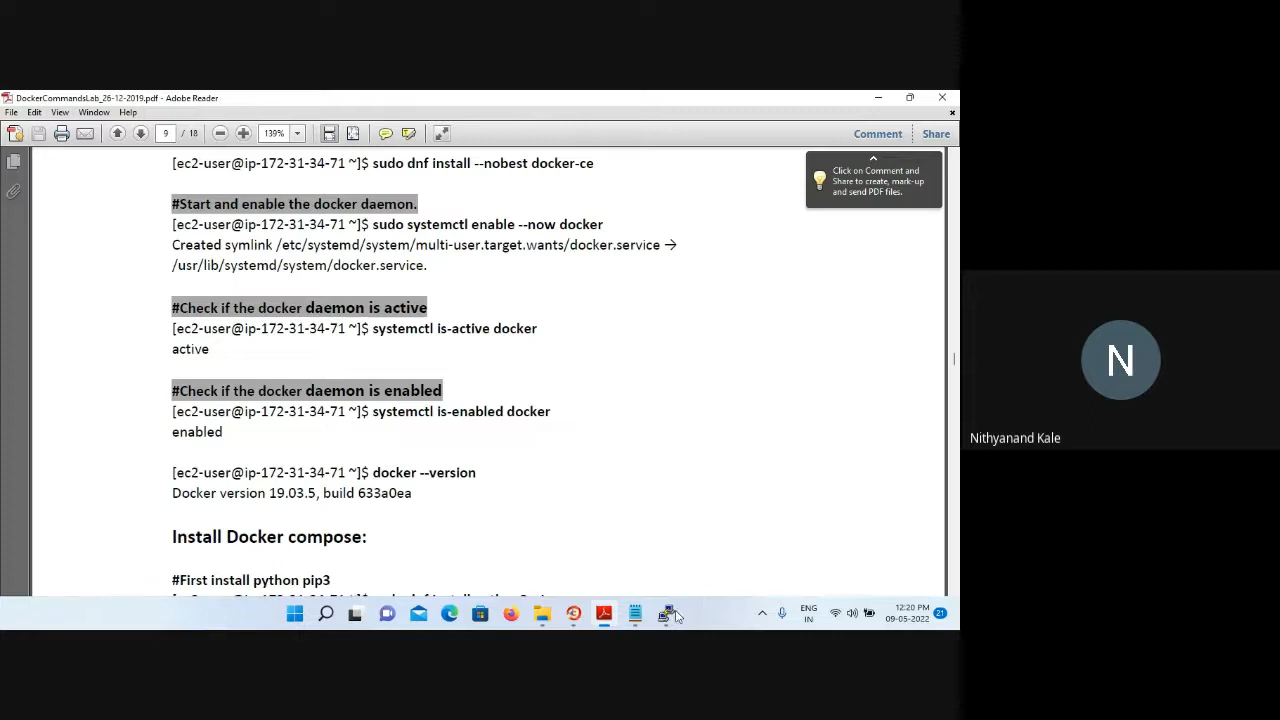 DockerCommandsLab_26-12-2019.pdf - Adobe Reader
File Edit View Window Help
9 / 18
139%
Comment
Share
[ec2-user@ip-172-31-34-71 ~]$ sudo dnf install --nobest docker-ce
Click on Comment and
Share to create, mark-up
and send PDF files.
#Start and enable the docker daemon.
[ec2-user@ip-172-31-34-71 ~]$ sudo systemctl enable --now docker
Created symlink /etc/systemd/system/multi-user.target.wants/docker.service →
/usr/lib/systemd/system/docker.service.
#Check if the docker daemon is active
[ec2-user@ip-172-31-34-71 ~]$ systemctl is-active docker
active
#Check if the docker daemon is enabled
[ec2-user@ip-172-31-34-71 ~]$ systemctl is-enabled docker
enabled
[ec2-user@ip-172-31-34-71 ~]$ docker --version
Docker version 19.03.5, build 633a0ea
Install Docker compose:
#First install python pip3
N
Nithyanand Kale
ENG
IN
12:20 PM
09-05-2022
21